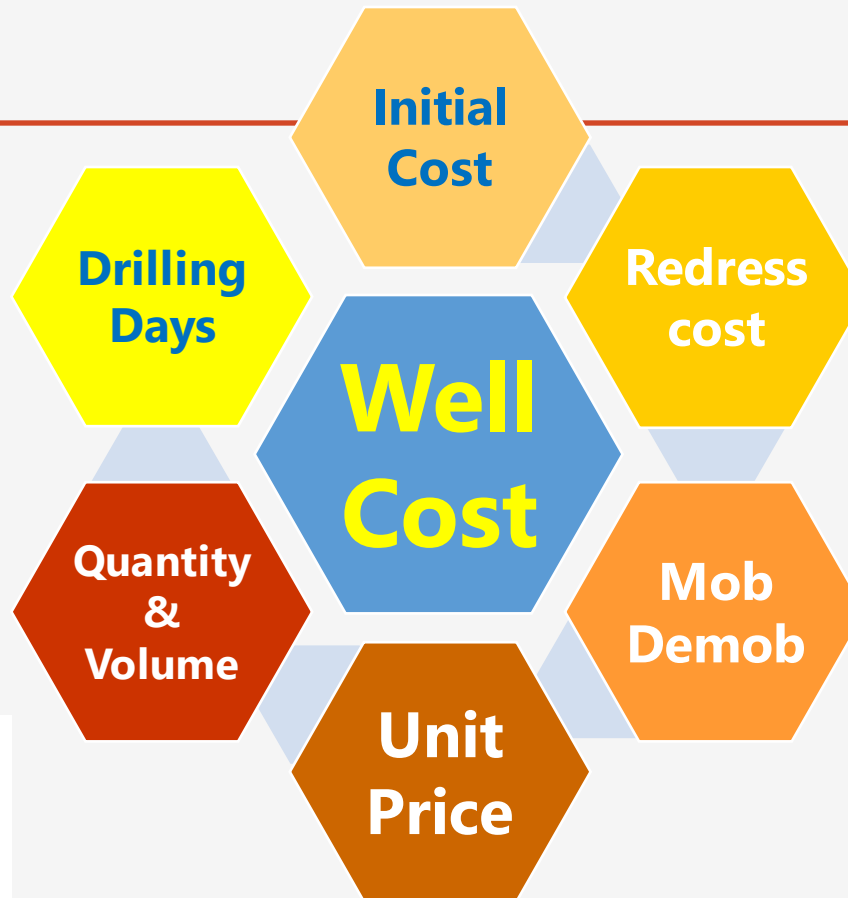 Initial
Cost
Drilling
Days
Redress
cost
Well
Cost
Quantity
&
Volume
Mob
Demob
Unit
Price